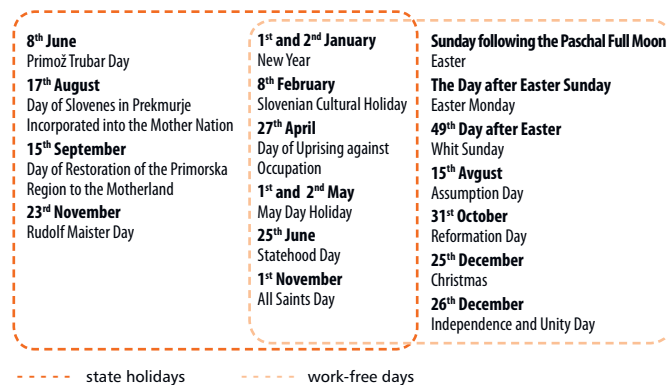 8th June
Primož Trubar Day
17th August
Day of Slovenes in Prekmurje
Incorporated into the Mother Nation
15th September
Day of Restoration of the Primorska
Region to the Motherland
23rd November
Rudolf Maister Day
1st and 2nd January
New Year
8th February
Slovenian Cultural Holiday
27th April
Day of Uprising against
Occupation
1st and 2nd May
May Day Holiday
25th June
Statehood Day
1st November
All Saints Day
Sunday following the Paschal Full Moon
Easter
The Day after Easter Sunday
Easter Monday
49th Day after Easter
Whit Sunday
15th Avgust
Assumption Day
31st October
Reformation Day
25th December
Christmas
26th December
Independence and Unity Day
state holidays
work-free days